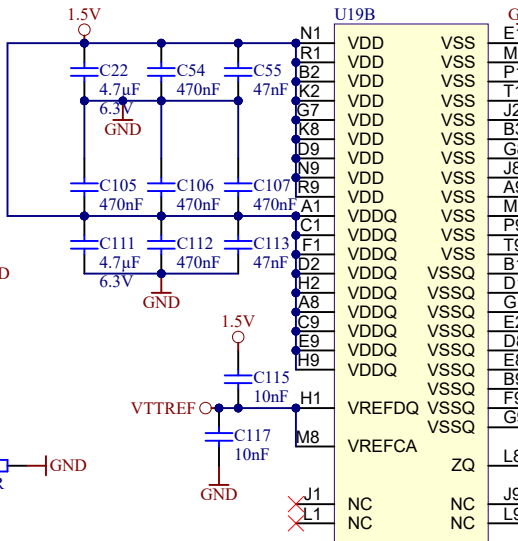 1.5V
U19B
N1 VDD VSS
R1 VDD VSS
B2 VDD VSS
K2 VDD VSS
G7 VDD VSS
K8 VDD VSS
D9 VDD VSS
N9 VDD VSS
R9 VDD VSS
A1 VDDQ VSS
C1 VDDQ VSS
F1 VDDQ VSS
D2 VDDQ VSSQ
H2 VDDQ VSSQ
A8 VDDQ VSSQ
C9 VDDQ VSSQ
E9 VDDQ VSSQ
H9 VDDQ VSSQ
VSSQ
H1 VREFDQ VSSQ
VSSQ
M8 VREFCA
ZQ
J1 NC NC
L1 NC NC
C22
4.7µF
6.3V
C54
470nF
C55
47nF
GND
C105
470nF
C106
470nF
C107
470nF
C111
4.7µF
6.3V
C112
470nF
C113
47nF
GND
1.5V
C115
10nF
VTTREF
C117
10nF
GND
GND